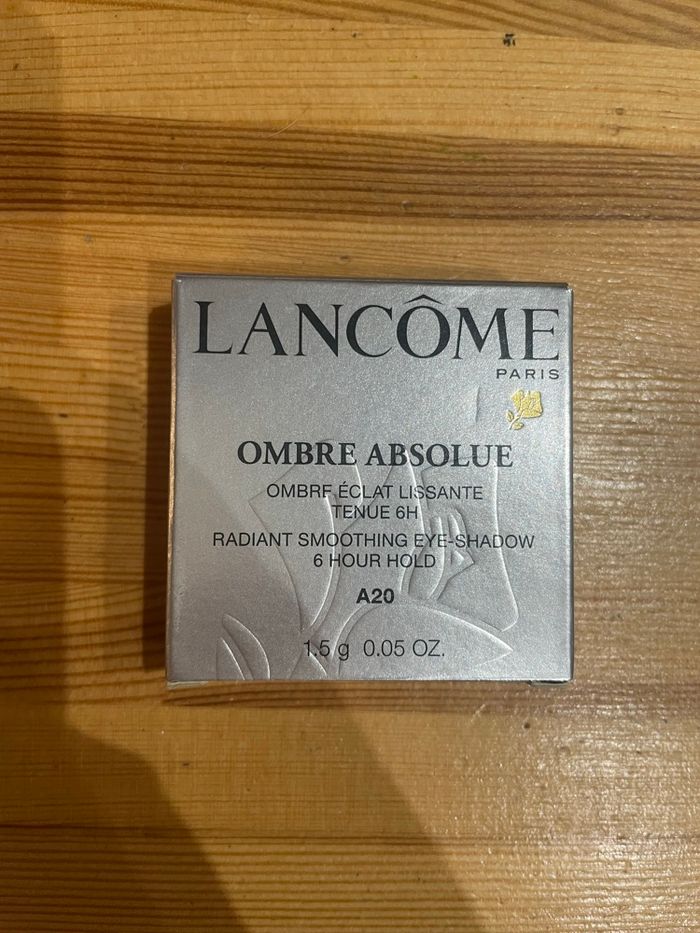 LANCÔME
PARIS
OMBRE ABSOLUE
OMBRE ÉCLAT LISSANTE
TENUE 6H
RADIANT SMOOTHING EYE-SHADOW
6 HOUR HOLD
A20
1.5 g 0.05 OZ.